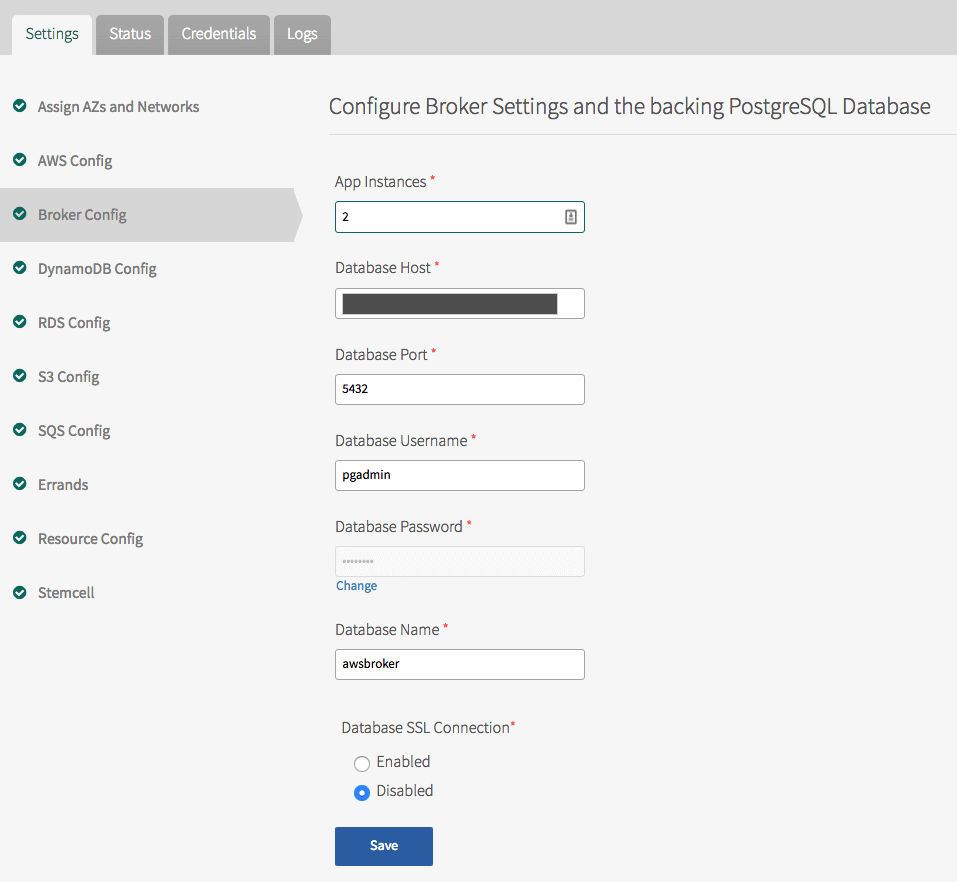 Settings
Status
Credentials
Logs
Assign AZs and Networks
AWS Config
Broker Config
DynamoDB Config
RDS Config
S3 Config
SQS Config
Errands
Resource Config
Stemcell
Configure Broker Settings and the backing PostgreSQL Database
App Instances *
2
Database Host *
Database Port *
5432
Database Username *
pgadmin
Database Password *
••••••••
Change
Database Name *
awsbroker
Database SSL Connection*
Enabled
Disabled
Save